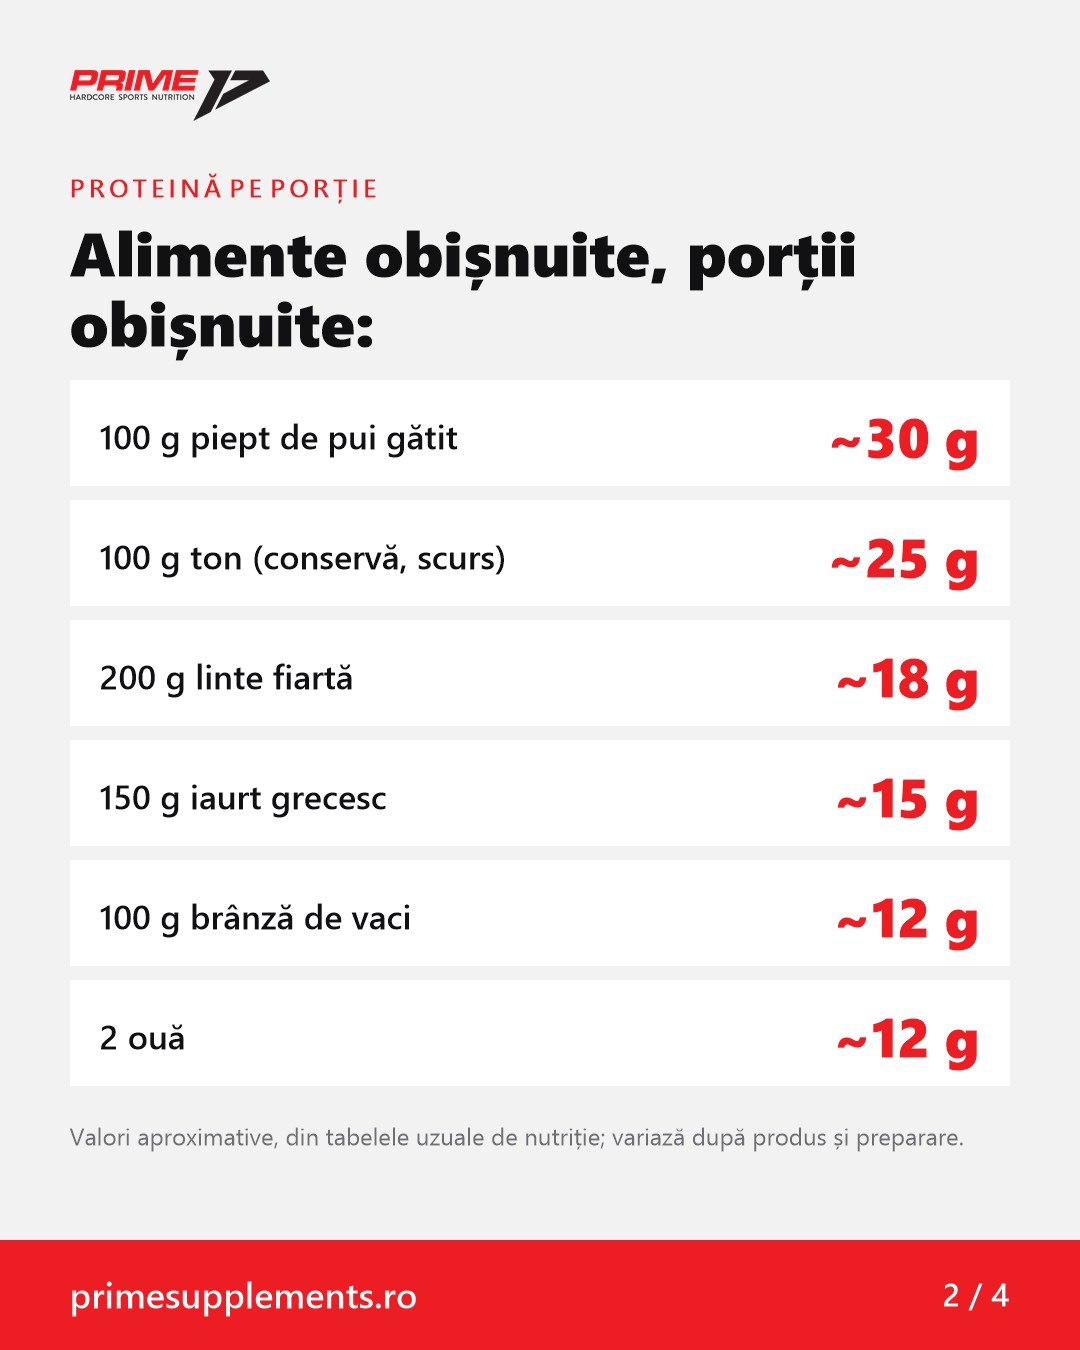 PRIME
HARDCORE SPORTS NUTRITION
PROTEINĂ PE PORȚIE
Alimente obișnuite, porții
obișnuite:
100 g piept de pui gătit ~30 g
100 g ton (conservă, scurs) ~25 g
200 g linte fiartă ~18 g
150 g iaurt grecesc ~15 g
100 g brânză de vaci ~12 g
2 ouă ~12 g
Valori aproximative, din tabelele uzuale de nutriție; variază după produs și preparare.
primesupplements.ro 2 / 4